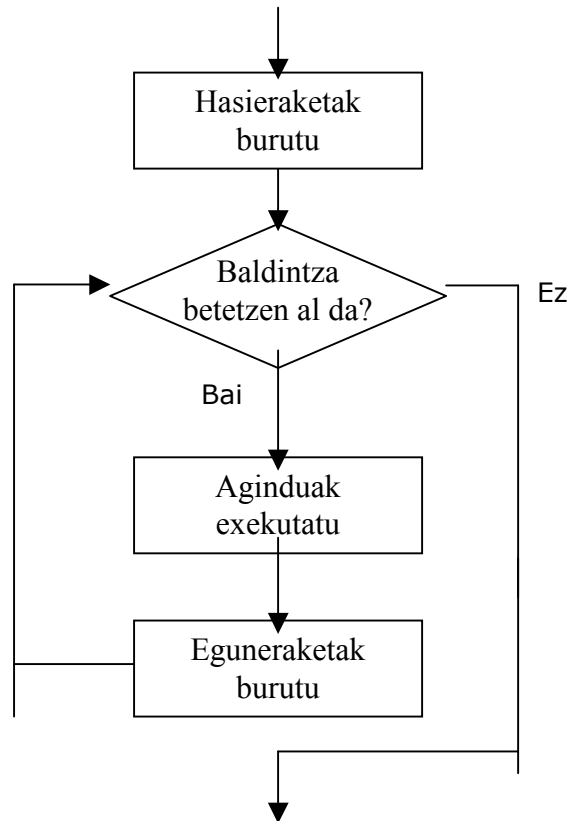 Hasieraketak
burutu
Baldintza
betetzen al da?
Ez
Bai
Aginduak
exekutatu
Eguneraketak
burutu